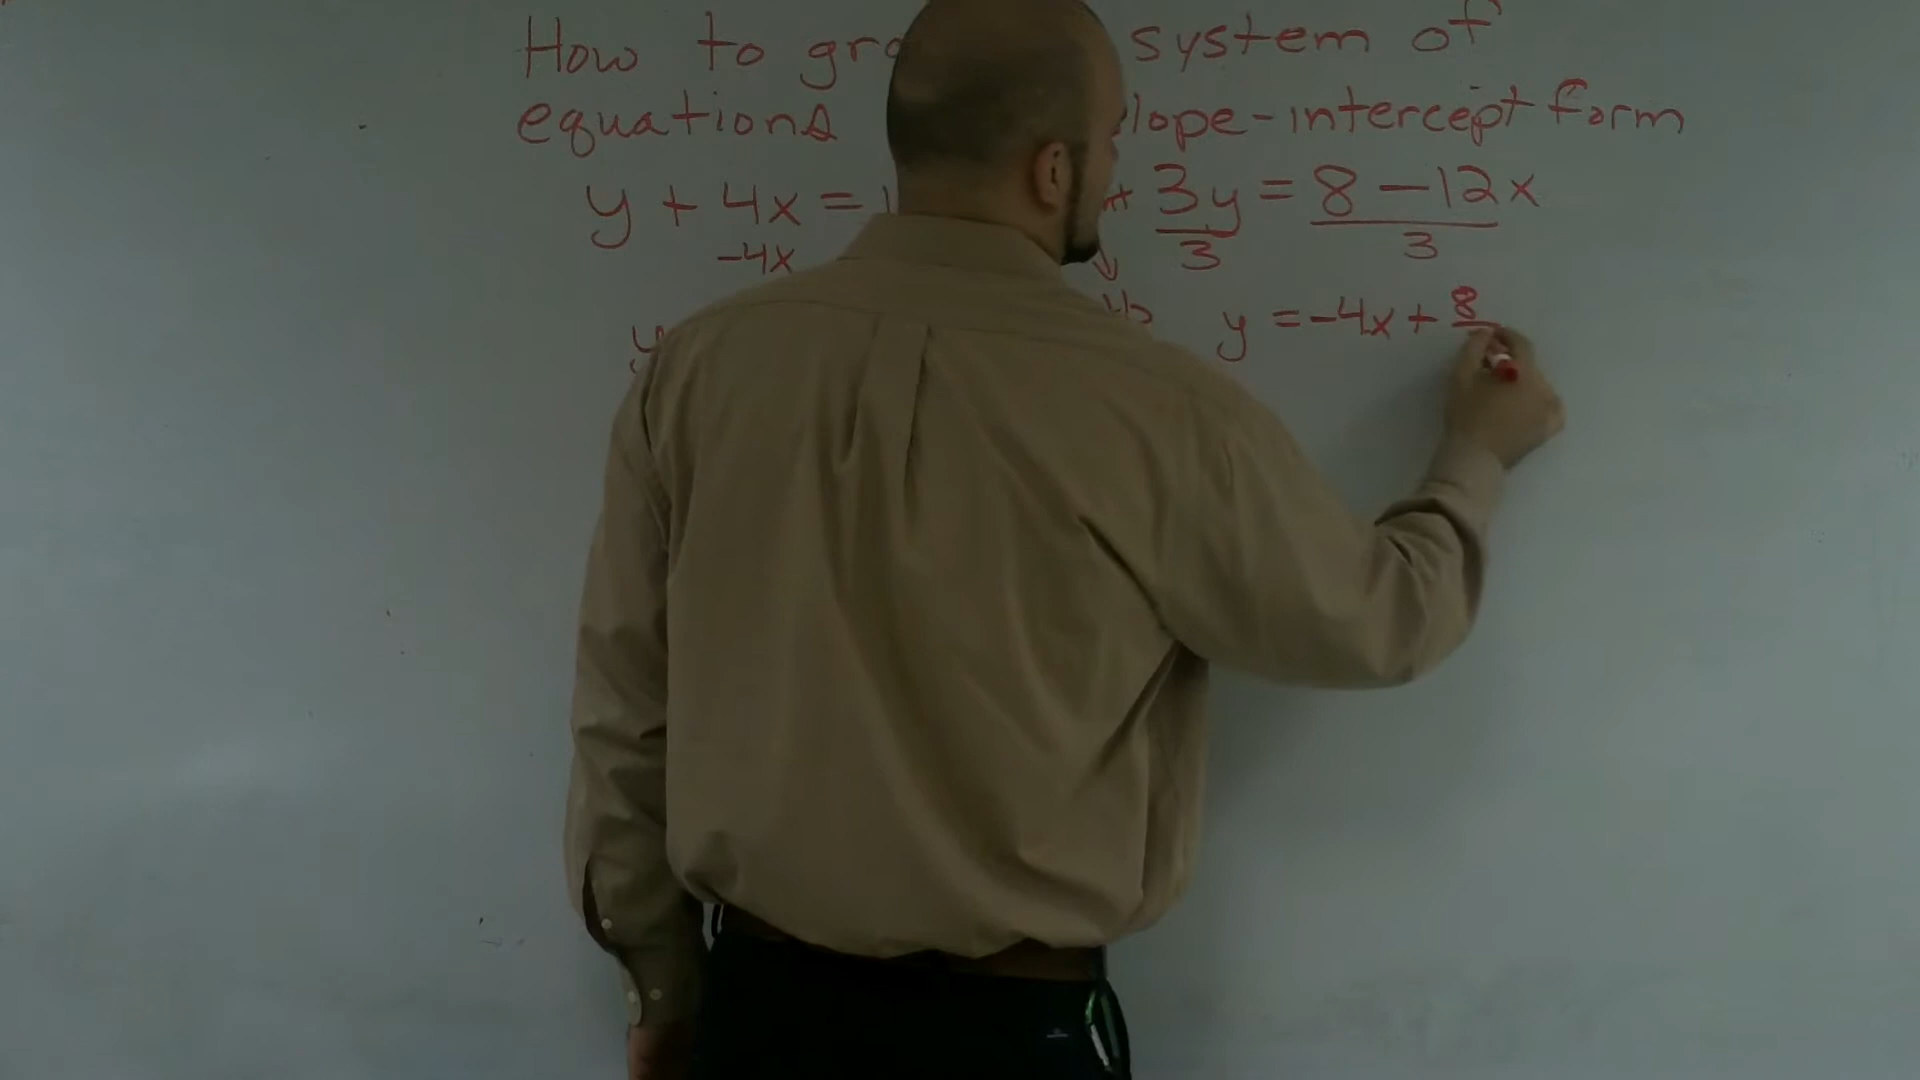 How to gra system of
equations lope-intercept form
y + 4x = 1 3y = 8 - 12x
-4x 3 3
y y = -4x + 8